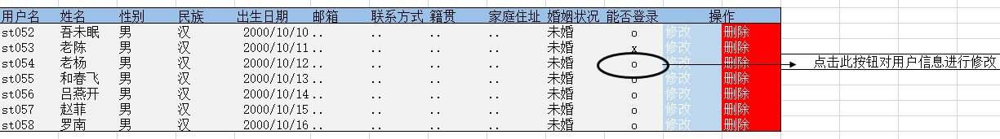 用户名 姓名 性别 民族 出生日期 邮箱 联系方式 籍贯 家庭住址 婚姻状况 能否登录 操作
st052 吾未眠 男 汉 2000/10/10 .. .. .. .. 未婚 o 修改 删除
st053 老陈 男 汉 2000/10/11 .. .. .. .. 未婚 x 修改 删除
st054 老杨 男 汉 2000/10/12 .. .. .. .. 未婚 o 修改 删除 点击此按钮对用户信息进行修改
st055 和春飞 男 汉 2000/10/13 .. .. .. .. 未婚 o 修改 删除
st056 吕燕开 男 汉 2000/10/14 .. .. .. .. 未婚 o 修改 删除
st057 赵菲 男 汉 2000/10/15 .. .. .. .. 未婚 o 修改 删除
st058 罗南 男 汉 2000/10/16 .. .. .. .. 未婚 o 修改 删除